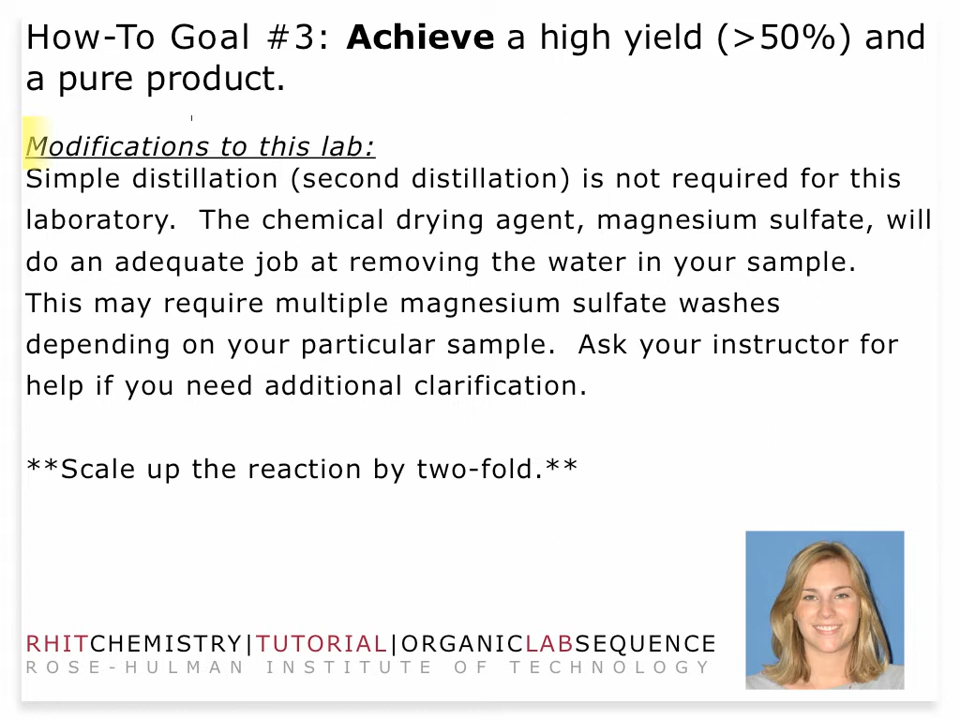 How-To Goal #3: Achieve a high yield (>50%) and
a pure product.
Modifications to this lab:
Simple distillation (second distillation) is not required for this
laboratory.  The chemical drying agent, magnesium sulfate, will
do an adequate job at removing the water in your sample.
This may require multiple magnesium sulfate washes
depending on your particular sample.  Ask your instructor for
help if you need additional clarification.
**Scale up the reaction by two-fold.**
RHITCHEMISTRY|TUTORIAL|ORGANICLABSEQUENCE
ROSE-HULMAN INSTITUTE OF TECHNOLOGY